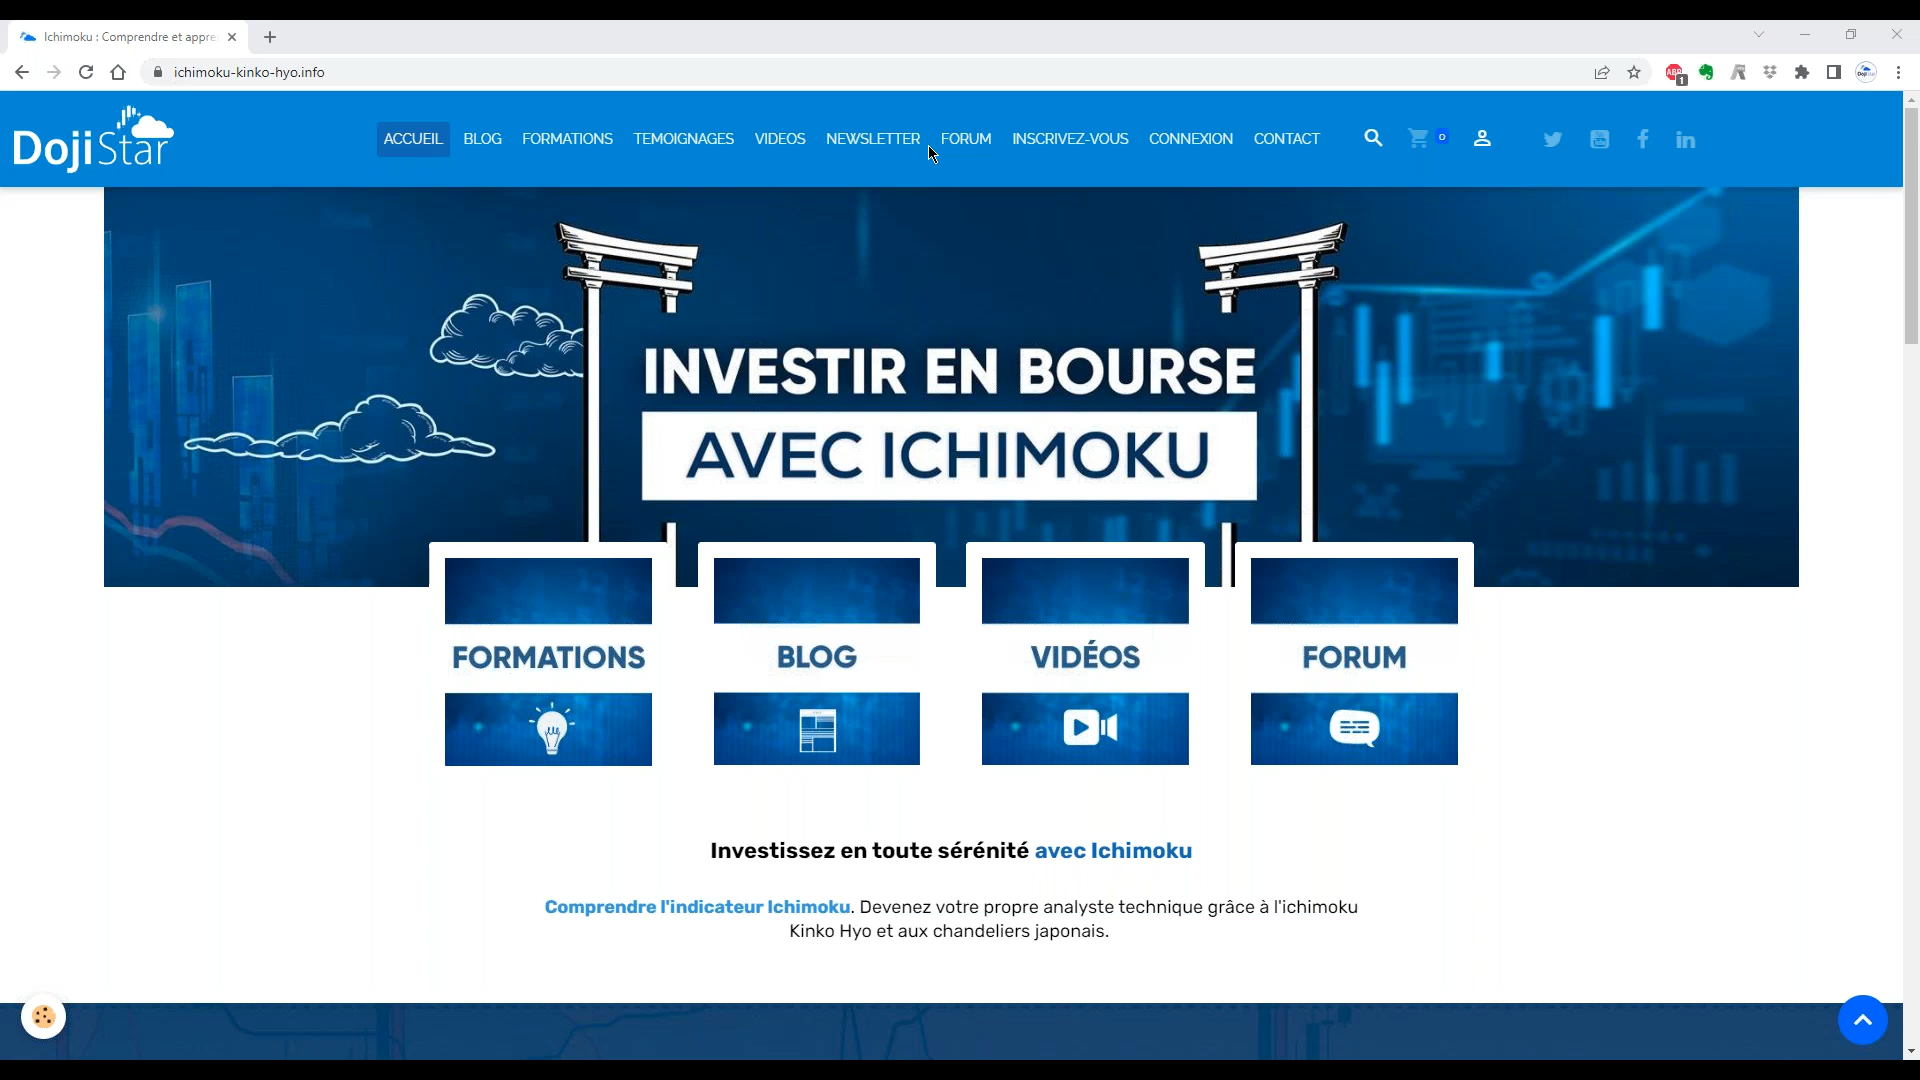 Ichimoku : Comprendre et appre
ichimoku-kinko-hyo.info
ABP
1
DojiStar
ACCUEIL BLOG FORMATIONS TEMOIGNAGES VIDEOS NEWSLETTER FORUM INSCRIVEZ-VOUS CONNEXION CONTACT
0
INVESTIR EN BOURSE
AVEC ICHIMOKU
FORMATIONS
BLOG
VIDÉOS
FORUM
Investissez en toute sérénité avec Ichimoku
Comprendre l'indicateur Ichimoku. Devenez votre propre analyste technique grâce à l'ichimoku
Kinko Hyo et aux chandeliers japonais.